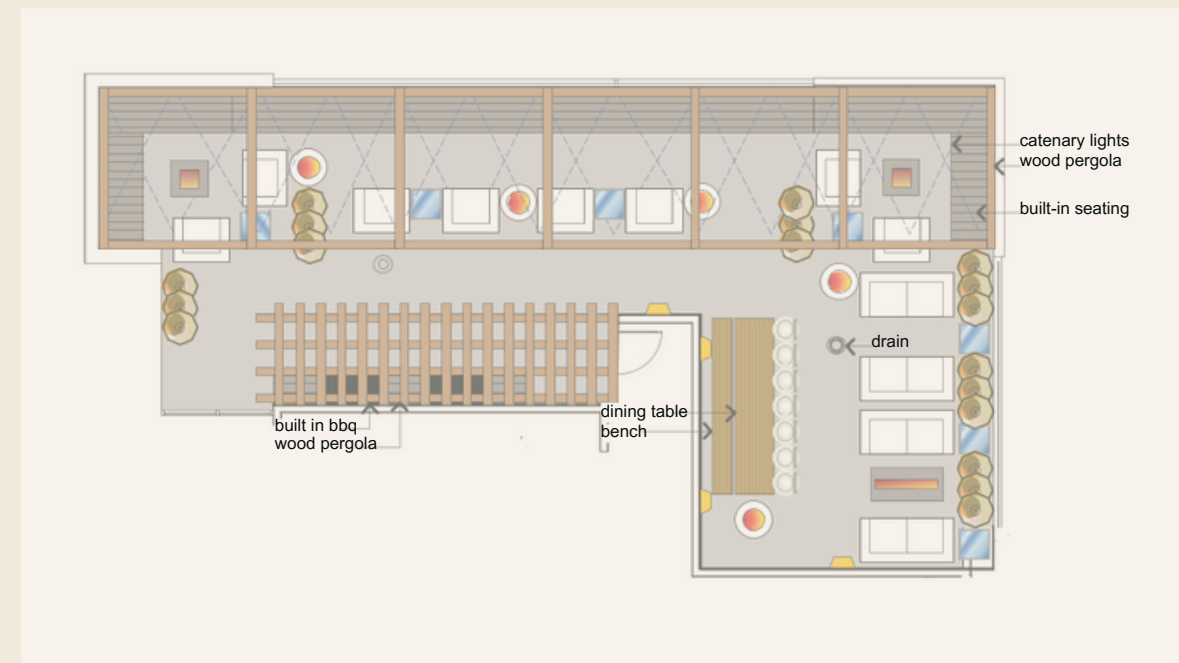 catenary lights
wood pergola
built-in seating
drain
dining table
bench
built in bbq
wood pergola